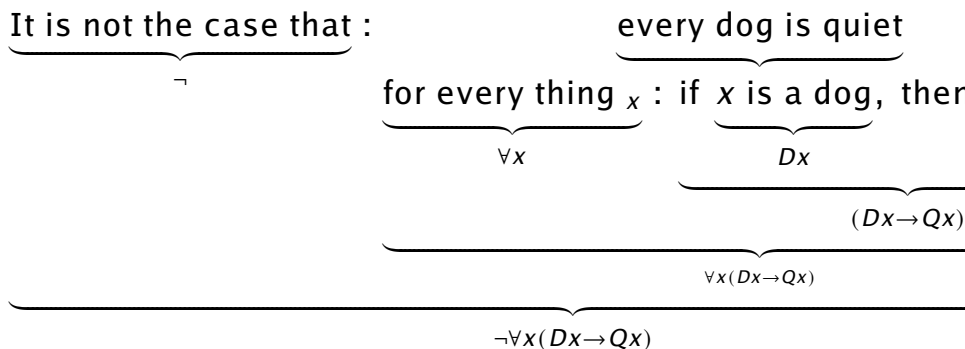 It is not the case that : every dog is quiet
¬
for every thing x : if x is a dog, then
∀x Dx
(Dx→Qx)
∀x(Dx→Qx)
¬∀x(Dx→Qx)